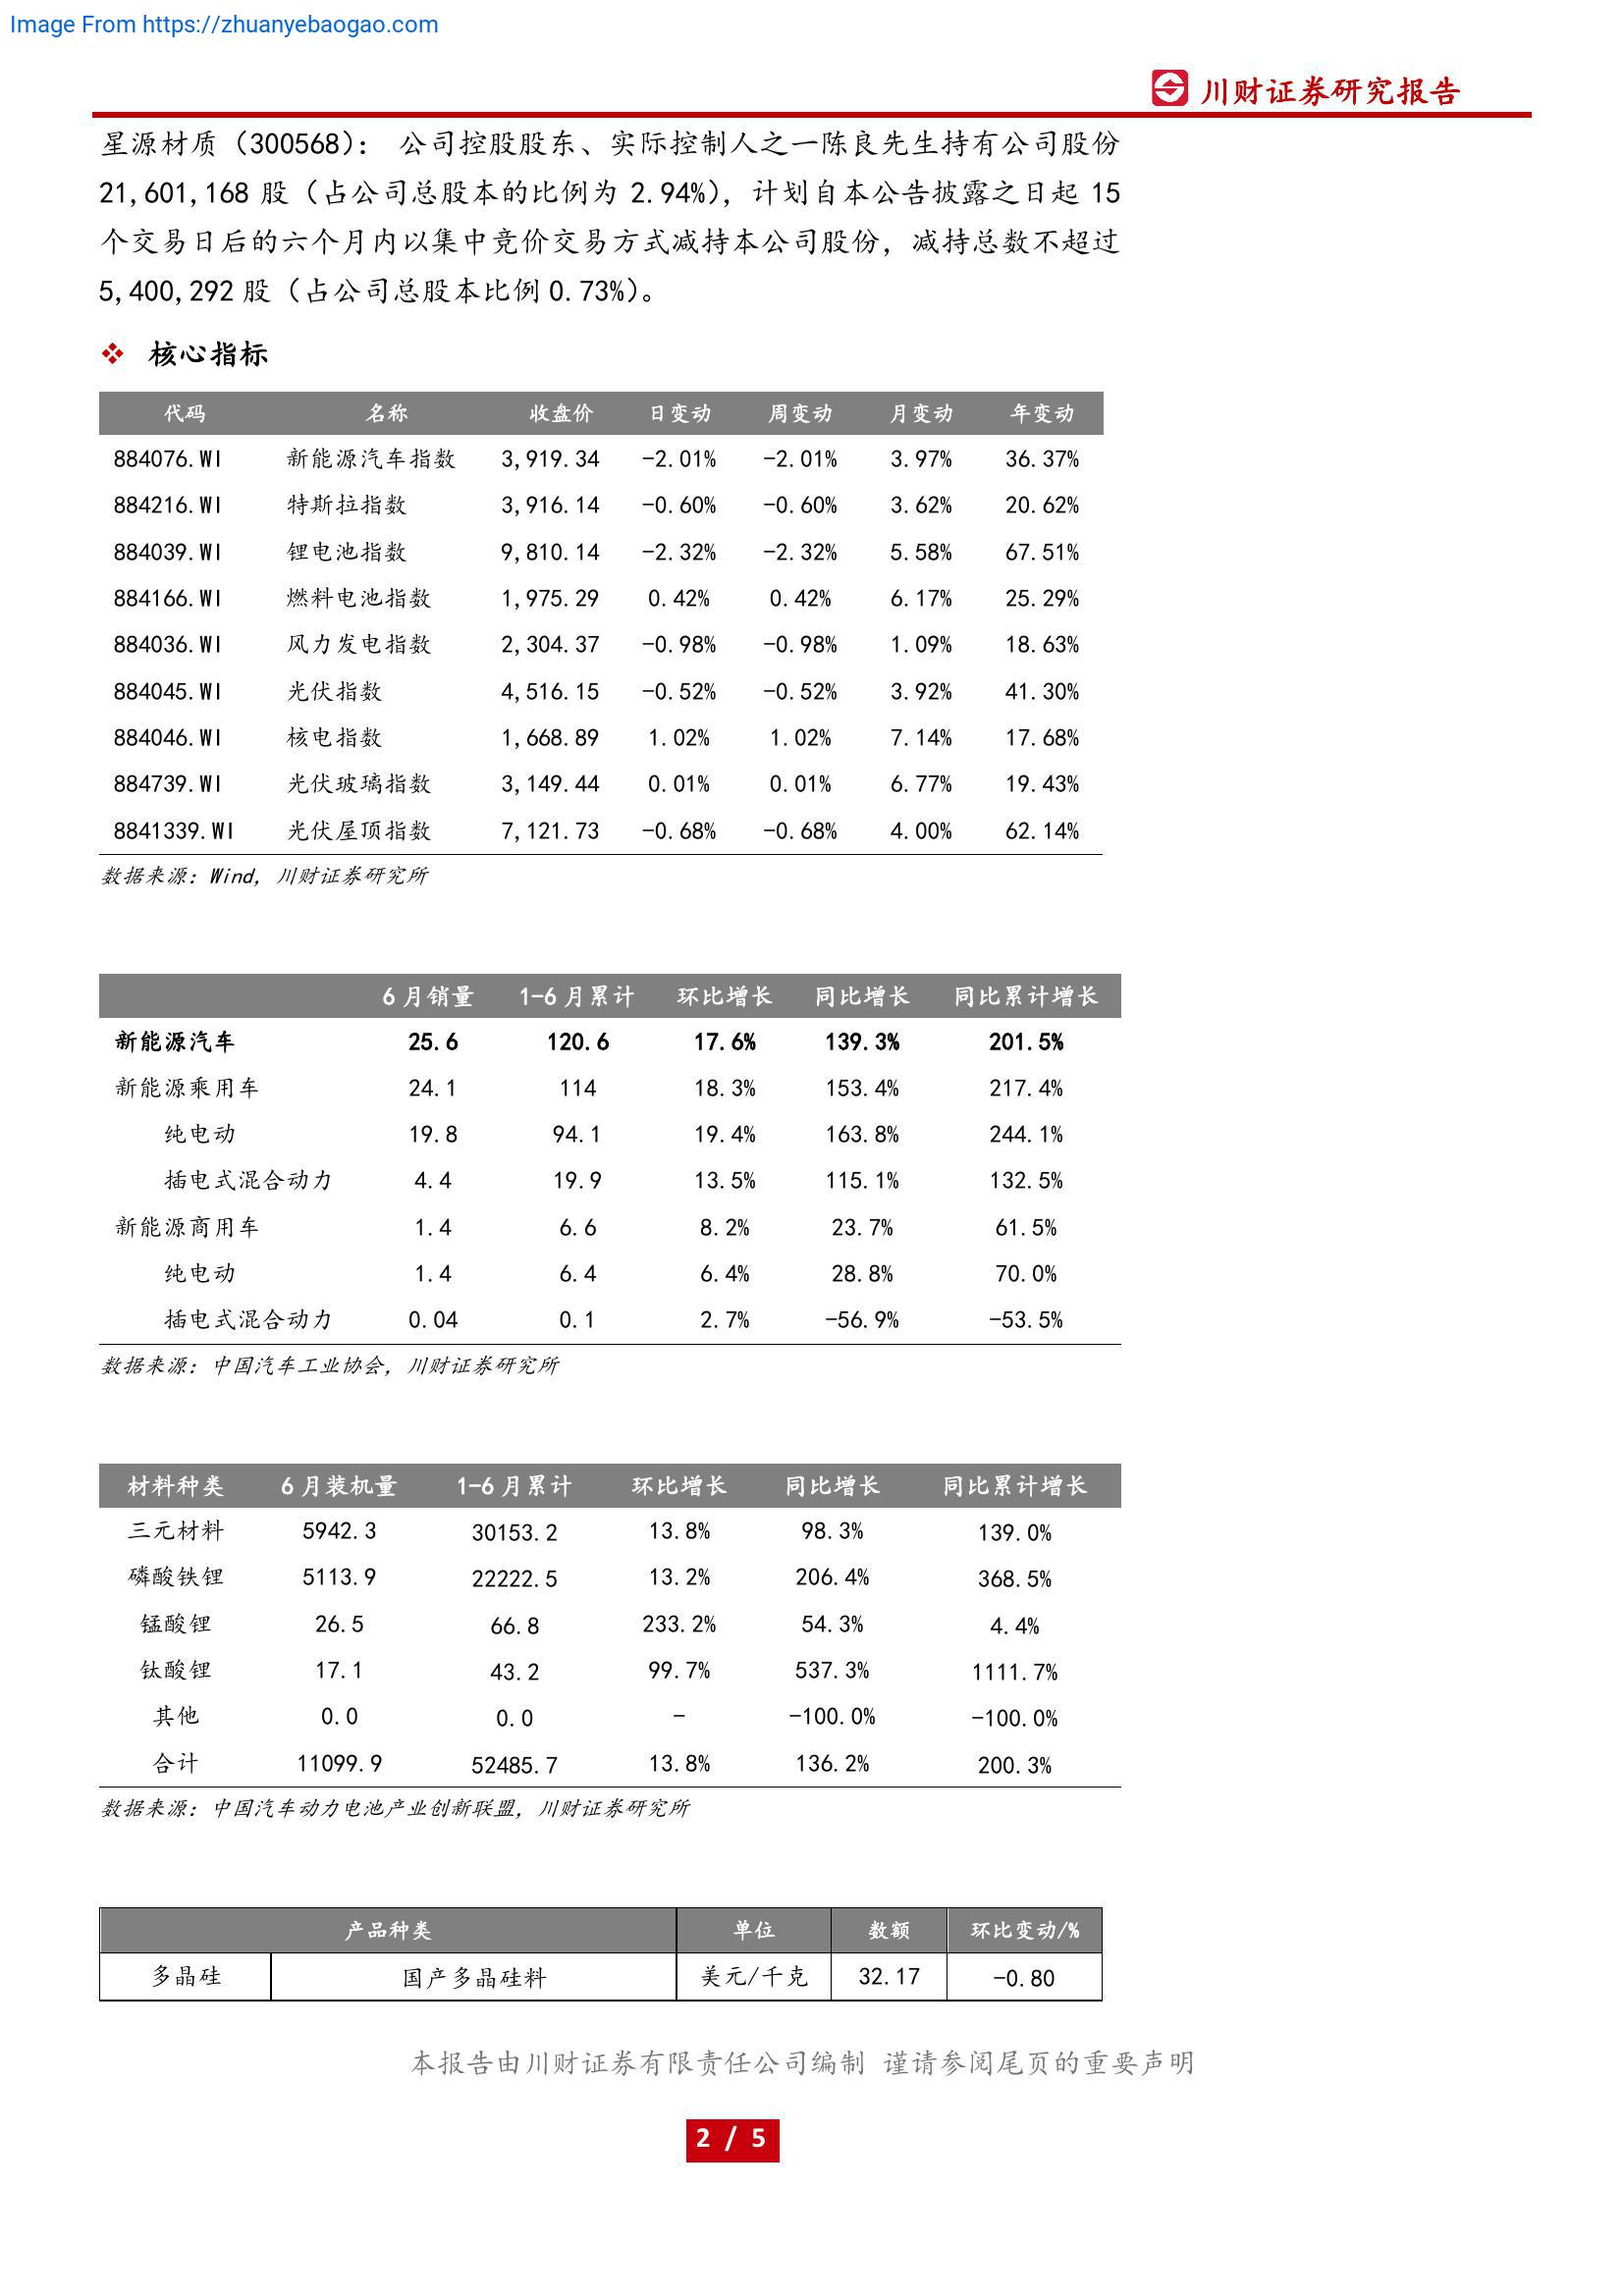 Image From https://zhuanyebaogao.com
川财证券研究报告
星源材质（300568）： 公司控股股东、实际控制人之一陈良先生持有公司股份
21,601,168 股（占公司总股本的比例为 2.94%），计划自本公告披露之日起 15
个交易日后的六个月内以集中竞价交易方式减持本公司股份，减持总数不超过
5,400,292 股（占公司总股本比例 0.73%）。
❖ 核心指标
代码 名称 收盘价 日变动 周变动 月变动 年变动
884076.WI 新能源汽车指数 3,919.34 -2.01% -2.01% 3.97% 36.37%
884216.WI 特斯拉指数 3,916.14 -0.60% -0.60% 3.62% 20.62%
884039.WI 锂电池指数 9,810.14 -2.32% -2.32% 5.58% 67.51%
884166.WI 燃料电池指数 1,975.29 0.42% 0.42% 6.17% 25.29%
884036.WI 风力发电指数 2,304.37 -0.98% -0.98% 1.09% 18.63%
884045.WI 光伏指数 4,516.15 -0.52% -0.52% 3.92% 41.30%
884046.WI 核电指数 1,668.89 1.02% 1.02% 7.14% 17.68%
884739.WI 光伏玻璃指数 3,149.44 0.01% 0.01% 6.77% 19.43%
8841339.WI 光伏屋顶指数 7,121.73 -0.68% -0.68% 4.00% 62.14%
数据来源：Wind，川财证券研究所
6 月销量 1-6 月累计 环比增长 同比增长 同比累计增长
新能源汽车 25.6 120.6 17.6% 139.3% 201.5%
新能源乘用车 24.1 114 18.3% 153.4% 217.4%
纯电动 19.8 94.1 19.4% 163.8% 244.1%
插电式混合动力 4.4 19.9 13.5% 115.1% 132.5%
新能源商用车 1.4 6.6 8.2% 23.7% 61.5%
纯电动 1.4 6.4 6.4% 28.8% 70.0%
插电式混合动力 0.04 0.1 2.7% -56.9% -53.5%
数据来源：中国汽车工业协会，川财证券研究所
材料种类 6 月装机量 1-6 月累计 环比增长 同比增长 同比累计增长
三元材料 5942.3 30153.2 13.8% 98.3% 139.0%
磷酸铁锂 5113.9 22222.5 13.2% 206.4% 368.5%
锰酸锂 26.5 66.8 233.2% 54.3% 4.4%
钛酸锂 17.1 43.2 99.7% 537.3% 1111.7%
其他 0.0 0.0 - -100.0% -100.0%
合计 11099.9 52485.7 13.8% 136.2% 200.3%
数据来源：中国汽车动力电池产业创新联盟，川财证券研究所
产品种类 单位 数额 环比变动/%
多晶硅 国产多晶硅料 美元/千克 32.17 -0.80
本报告由川财证券有限责任公司编制 谨请参阅尾页的重要声明
2 / 5